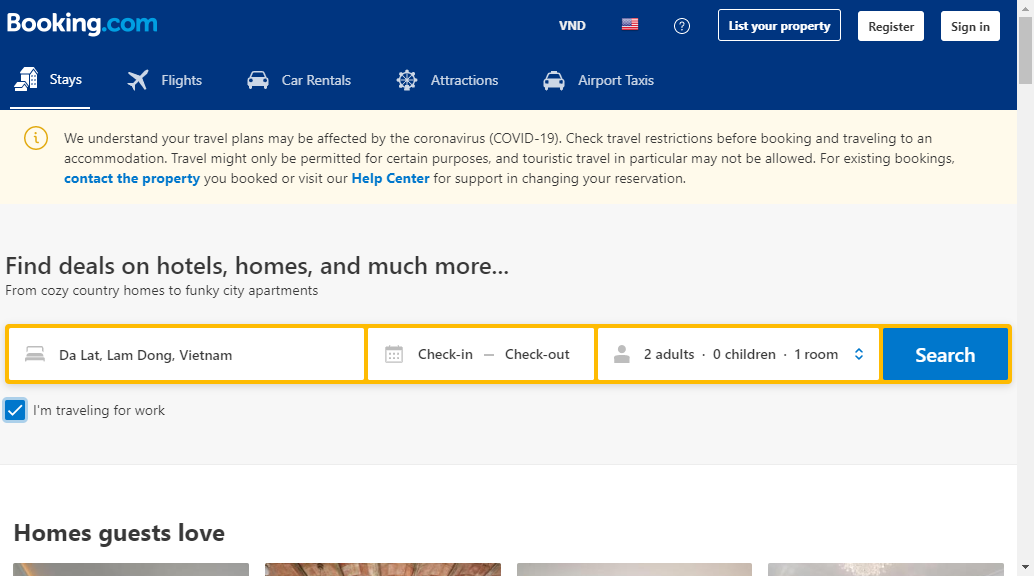 Booking.com
VND
List your property
Register
Sign in
Stays
Flights
Car Rentals
Attractions
Airport Taxis
We understand your travel plans may be affected by the coronavirus (COVID-19). Check travel restrictions before booking and traveling to an
accommodation. Travel might only be permitted for certain purposes, and touristic travel in particular may not be allowed. For existing bookings,
contact the property you booked or visit our Help Center for support in changing your reservation.
Find deals on hotels, homes, and much more...
From cozy country homes to funky city apartments
Da Lat, Lam Dong, Vietnam
Check-in — Check-out
2 adults · 0 children · 1 room
Search
I'm traveling for work
Homes guests love